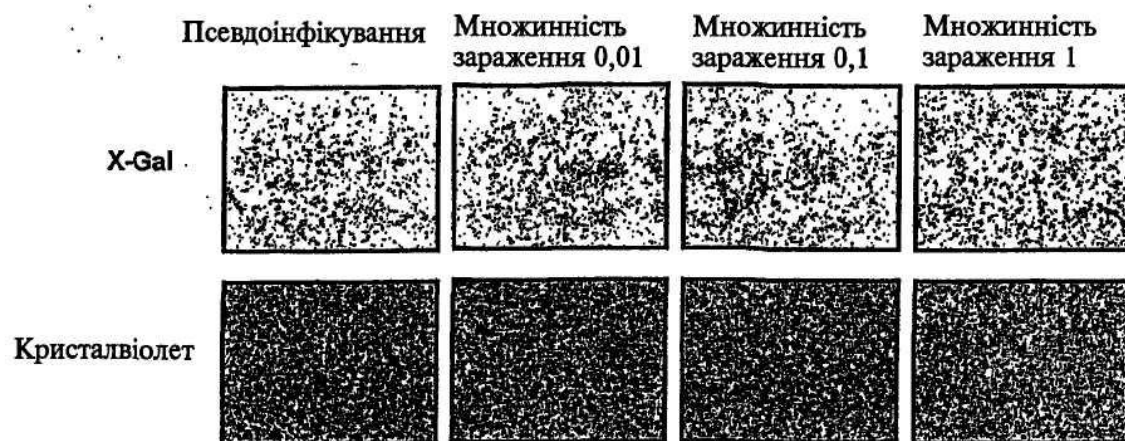 Псевдоінфікування
Множинність
зараження 0,01
Множинність
зараження 0,1
Множинність
зараження 1
X-Gal
Кристалвіолет